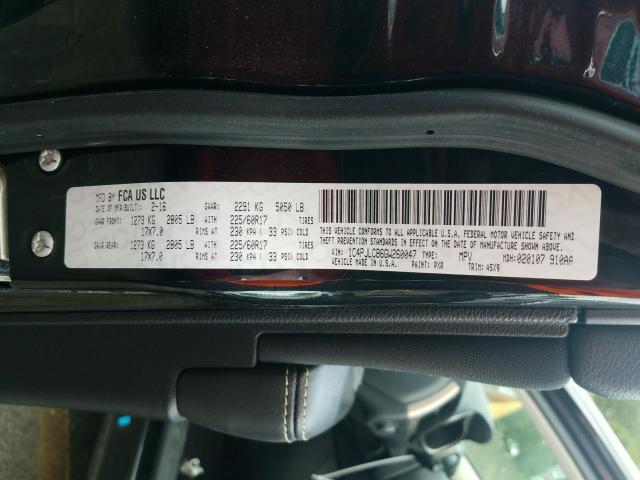 MFD BY FCA US LLC
DATE OF MFR(BUILT): 2-16 GVWR: 2291 KG 5050 LB
GAWR FRONT: 1273 KG 2805 LB WITH 225/60R17 TIRES
17X7.0 RIMS AT 230 KPA ( 33 PSI) COLD
GAWR REAR: 1273 KG 2805 LB WITH 225/60R17 TIRES
17X7.0 RIMS AT 230 KPA ( 33 PSI) COLD
THIS VEHICLE CONFORMS TO ALL APPLICABLE U.S.A. FEDERAL MOTOR VEHICLE SAFETY, BUMPER, AND
THEFT PREVENTION STANDARDS IN EFFECT ON THE DATE OF MANUFACTURE SHOWN ABOVE.
VIN: 1C4PJLCB6GW260047 TYPE: MPV MDH:020107 910AA
VEHICLE MADE IN U.S.A. PAINT: PXR TRIM: A5X9